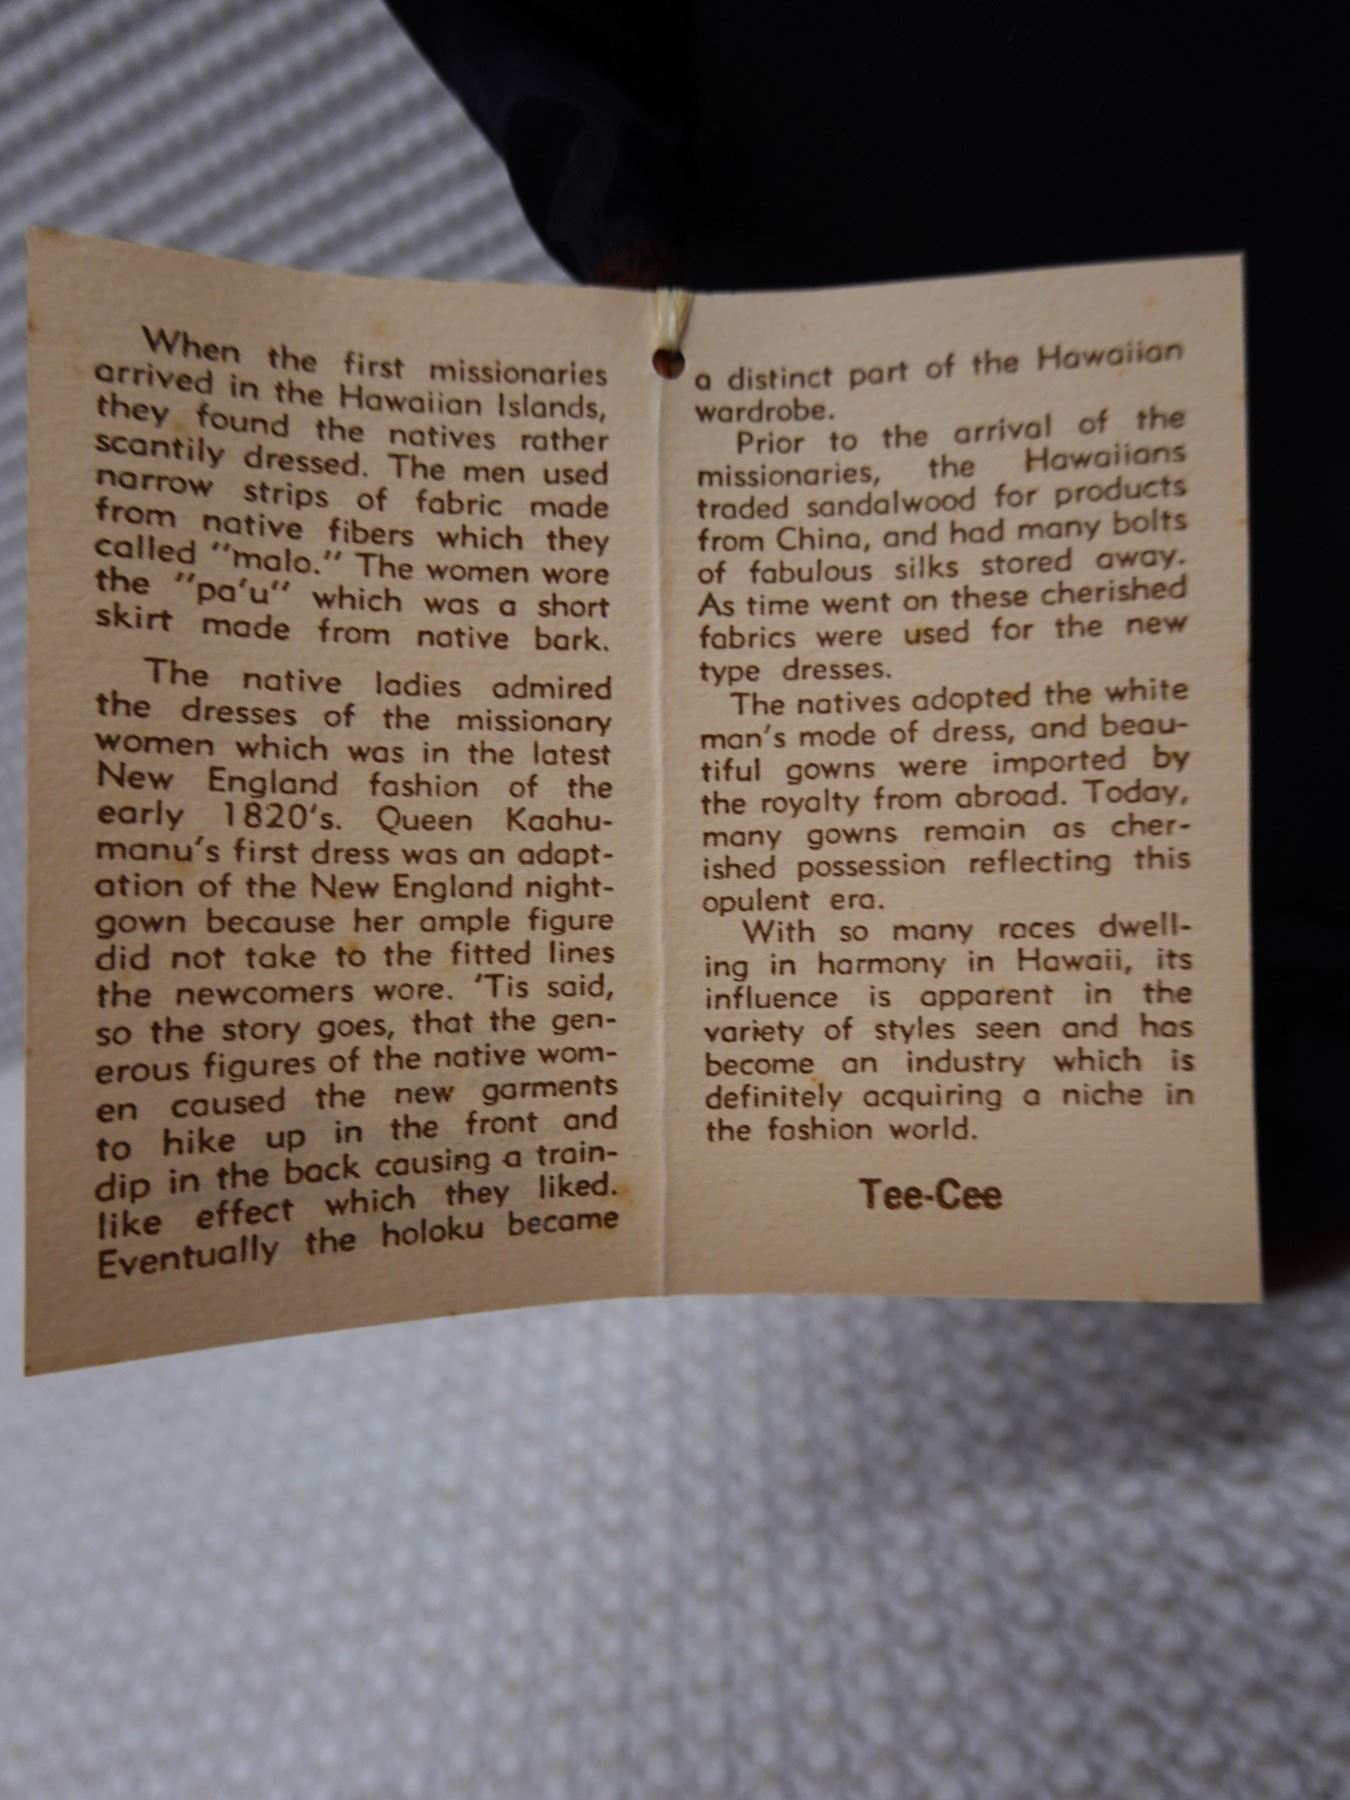 When the first missionaries
arrived in the Hawaiian Islands,
they found the natives rather
scantily dressed. The men used
narrow strips of fabric made
from native fibers which they
called "malo." The women wore
the "pa'u" which was a short
skirt made from native bark.
The native ladies admired
the dresses of the missionary
women which was in the latest
New England fashion of the
early 1820's. Queen Kaahu-
manu's first dress was an adapt-
ation of the New England night-
gown because her ample figure
did not take to the fitted lines
the newcomers wore. 'Tis said,
so the story goes, that the gen-
erous figures of the native wom-
en caused the new garments
to hike up in the front and
dip in the back causing a train-
like effect which they liked.
Eventually the holoku became
a distinct part of the Hawaiian
wardrobe.
Prior to the arrival of the
missionaries, the Hawaiians
traded sandalwood for products
from China, and had many bolts
of fabulous silks stored away.
As time went on these cherished
fabrics were used for the new
type dresses.
The natives adopted the white
man's mode of dress, and beau-
tiful gowns were imported by
the royalty from abroad. Today,
many gowns remain as cher-
ished possession reflecting this
opulent era.
With so many races dwell-
ing in harmony in Hawaii, its
influence is apparent in the
variety of styles seen and has
become an industry which is
definitely acquiring a niche in
the fashion world.
Tee-Cee